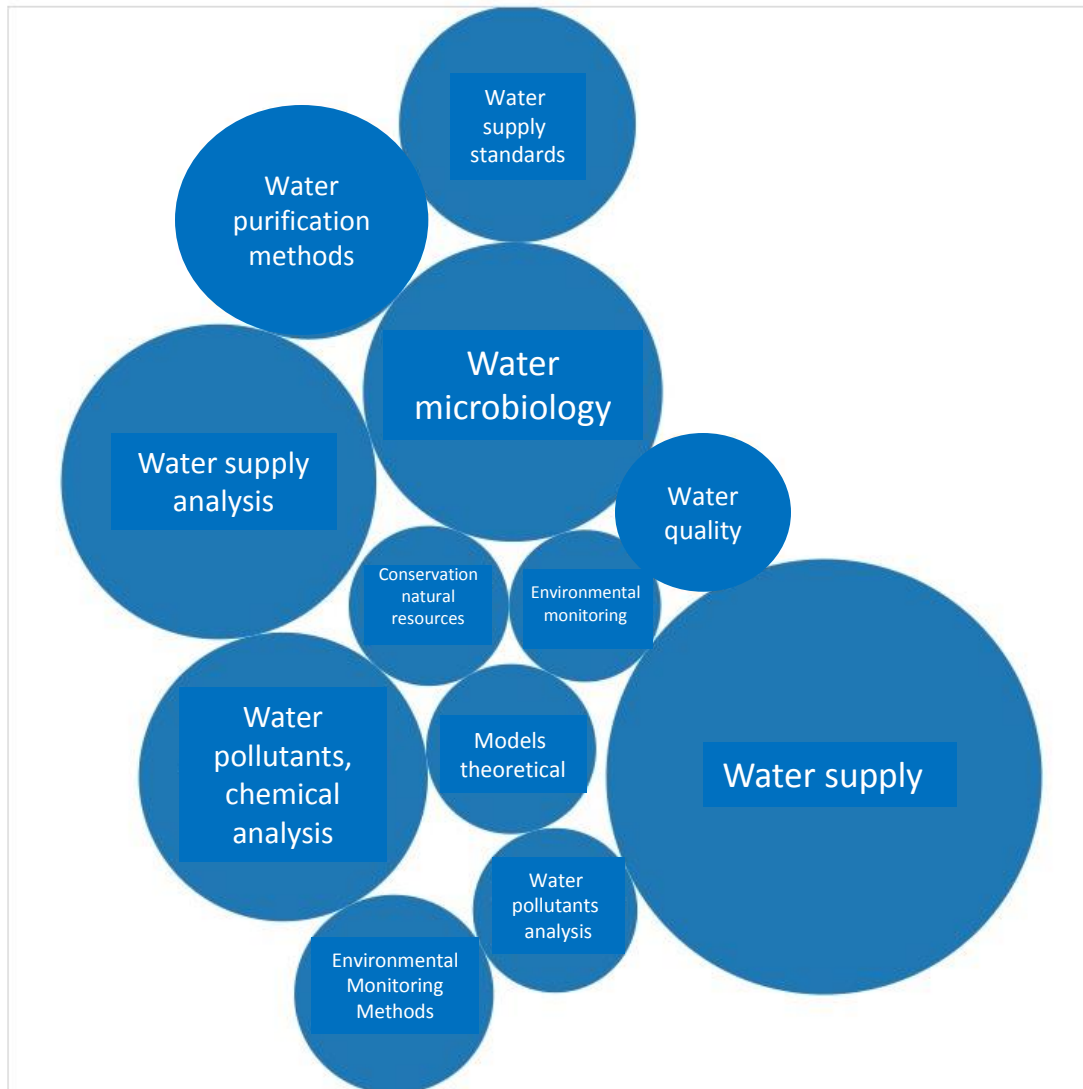 Water
supply
standards
Water
purification
methods
Water
microbiology
Water supply
analysis
Water
quality
Conservation
natural
resources
Environmental
monitoring
Water
pollutants,
chemical
analysis
Models
theoretical
Water supply
Water
pollutants
analysis
Environmental
Monitoring
Methods